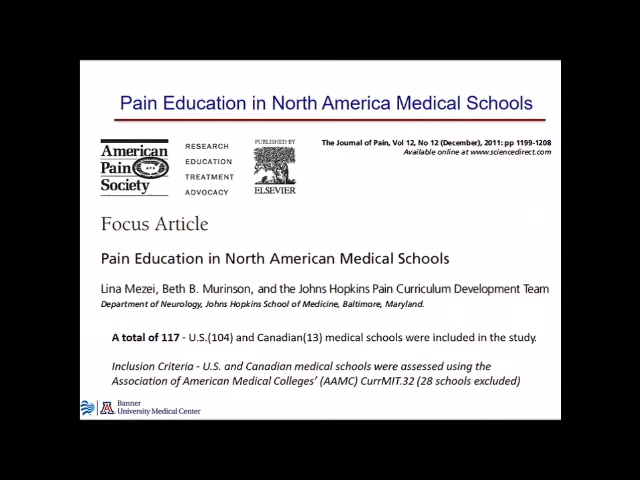 Pain Education in North America Medical Schools
American
Pain
Society
APS
RESEARCH
EDUCATION
TREATMENT
ADVOCACY
PUBLISHED BY
ELSEVIER
The Journal of Pain, Vol 12, No 12 (December), 2011: pp 1199-1208
Available online at www.sciencedirect.com
Focus Article
Pain Education in North American Medical Schools
Lina Mezei, Beth B. Murinson, and the Johns Hopkins Pain Curriculum Development Team
Department of Neurology, Johns Hopkins School of Medicine, Baltimore, Maryland.
A total of 117 - U.S.(104) and Canadian(13) medical schools were included in the study.
Inclusion Criteria - U.S. and Canadian medical schools were assessed using the
Association of American Medical Colleges' (AAMC) CurrMIT.32 (28 schools excluded)
A
Banner
University Medical Center